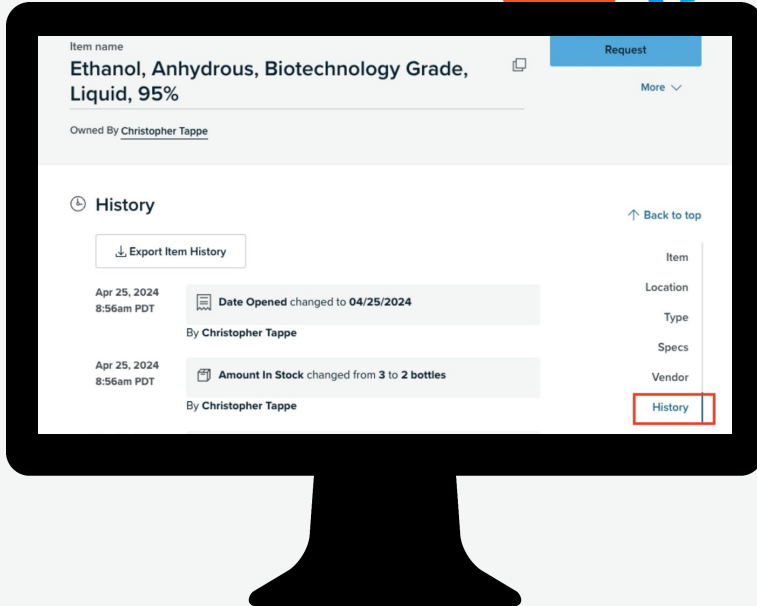 Item name
Ethanol, Anhydrous, Biotechnology Grade,
Liquid, 95%
Owned By Christopher Tappe
Request
More
History
Back to top
Export Item History
Item
Location
Type
Specs
Vendor
History
Apr 25, 2024
8:56am PDT
Date Opened changed to 04/25/2024
By Christopher Tappe
Apr 25, 2024
8:56am PDT
Amount In Stock changed from 3 to 2 bottles
By Christopher Tappe